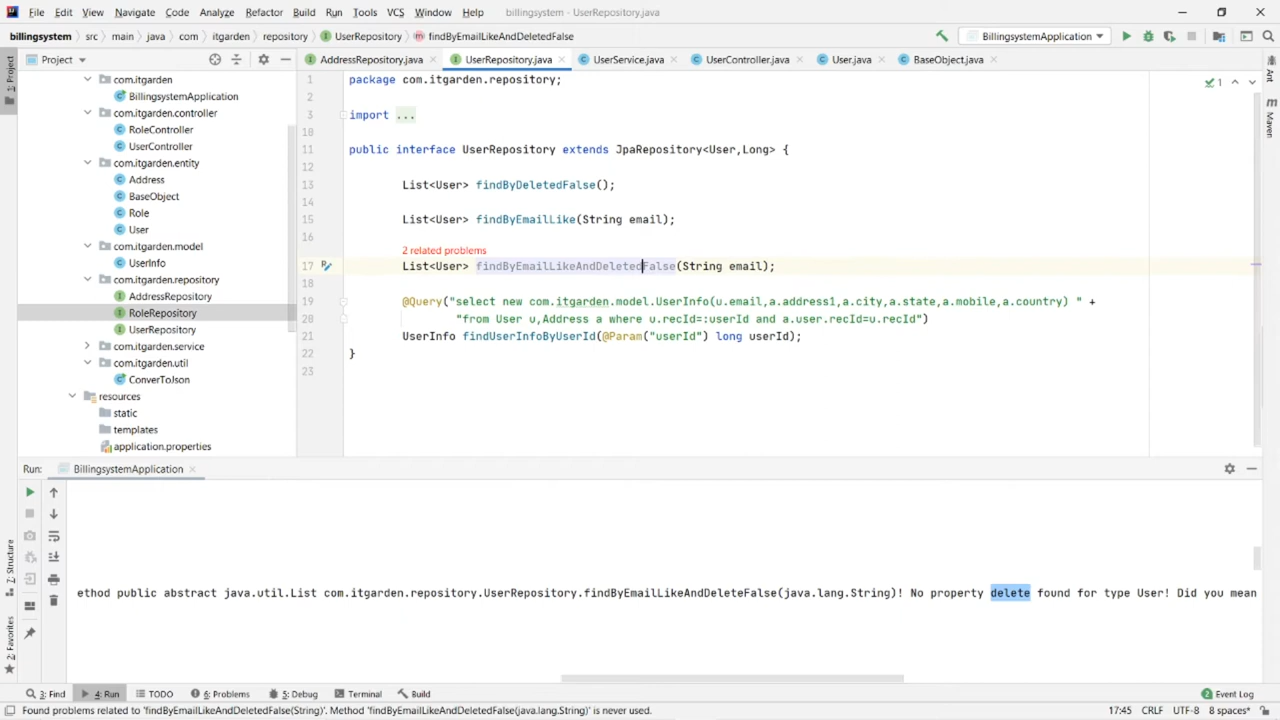 File Edit View Navigate Code Analyze Refactor Build Run Tools VCS Window Help billingsystem - UserRepository.java
billingsystem src main java com itgarden repository UserRepository findByEmailLikeAndDeletedFalse BillingsystemApplication
Project AddressRepository.java UserRepository.java UserService.java UserController.java User.java BaseObject.java
1: Project
com.itgarden
BillingsystemApplication
com.itgarden.controller
RoleController
UserController
com.itgarden.entity
Address
BaseObject
Role
User
com.itgarden.model
UserInfo
com.itgarden.repository
AddressRepository
RoleRepository
UserRepository
com.itgarden.service
com.itgarden.util
ConverToJson
resources
static
templates
application.properties
1 package com.itgarden.repository;
2
3 import ...
10
11 public interface UserRepository extends JpaRepository<User,Long> {
12
13 List<User> findByDeletedFalse();
14
15 List<User> findByEmailLike(String email);
16
2 related problems
17 List<User> findByEmailLikeAndDeletedFalse(String email);
18
19 @Query("select new com.itgarden.model.UserInfo(u.email,a.address1,a.city,a.state,a.mobile,a.country) " +
20 "from User u,Address a where u.recId=:userId and a.user.recId=u.recId")
21 UserInfo findUserInfoByUserId(@Param("userId") long userId);
22 }
23
1
Ant
Maven
Run: BillingsystemApplication
ethod public abstract java.util.List com.itgarden.repository.UserRepository.findByEmailLikeAndDeleteFalse(java.lang.String)! No property delete found for type User! Did you mean
7: Structure
2: Favorites
3: Find 4: Run TODO 6: Problems 5: Debug Terminal Build Event Log
Found problems related to 'findByEmailLikeAndDeletedFalse(String)'. Method 'findByEmailLikeAndDeletedFalse(java.lang.String)' is never used. 17:45 CRLF UTF-8 8 spaces*